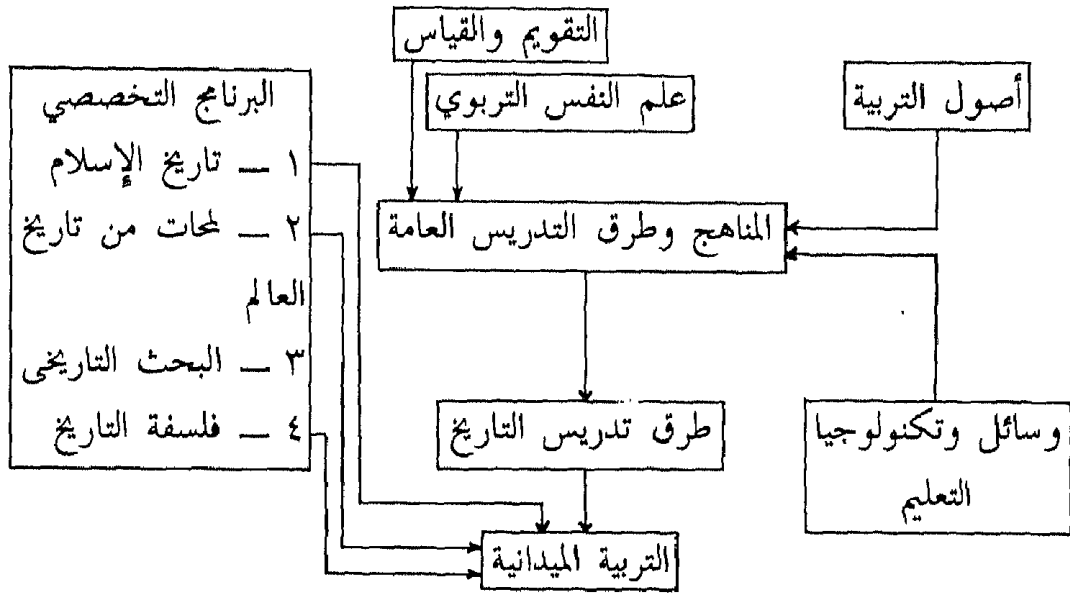 التقويم والقياس
علم النفس التربوي
أصول التربية
البرنامج التخصصي
١ — تاريخ الإسلام
٢ — لمحات من تاريخ
العالم
٣ — البحث التاريخى
٤ — فلسفة التاريخ
المناهج وطرق التدريس العامة
طرق تدريس التاريخ
وسائل وتكنولوجيا
التعليم
التربية الميدانية